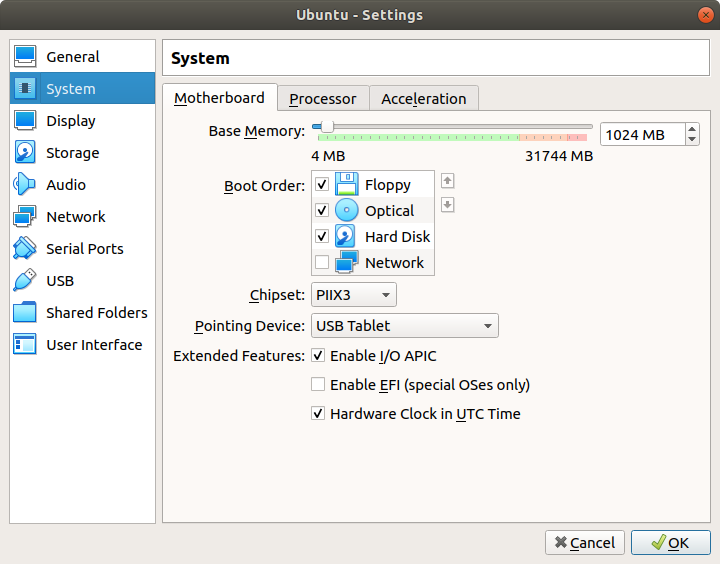 Ubuntu - Settings
General
System
Display
Storage
Audio
Network
Serial Ports
USB
Shared Folders
User Interface
System
Motherboard Processor Acceleration
Base Memory: 1024 MB
4 MB 31744 MB
Boot Order: Floppy
Optical
Hard Disk
Network
Chipset: PIIX3
Pointing Device: USB Tablet
Extended Features: Enable I/O APIC
Enable EFI (special OSes only)
Hardware Clock in UTC Time
Cancel OK